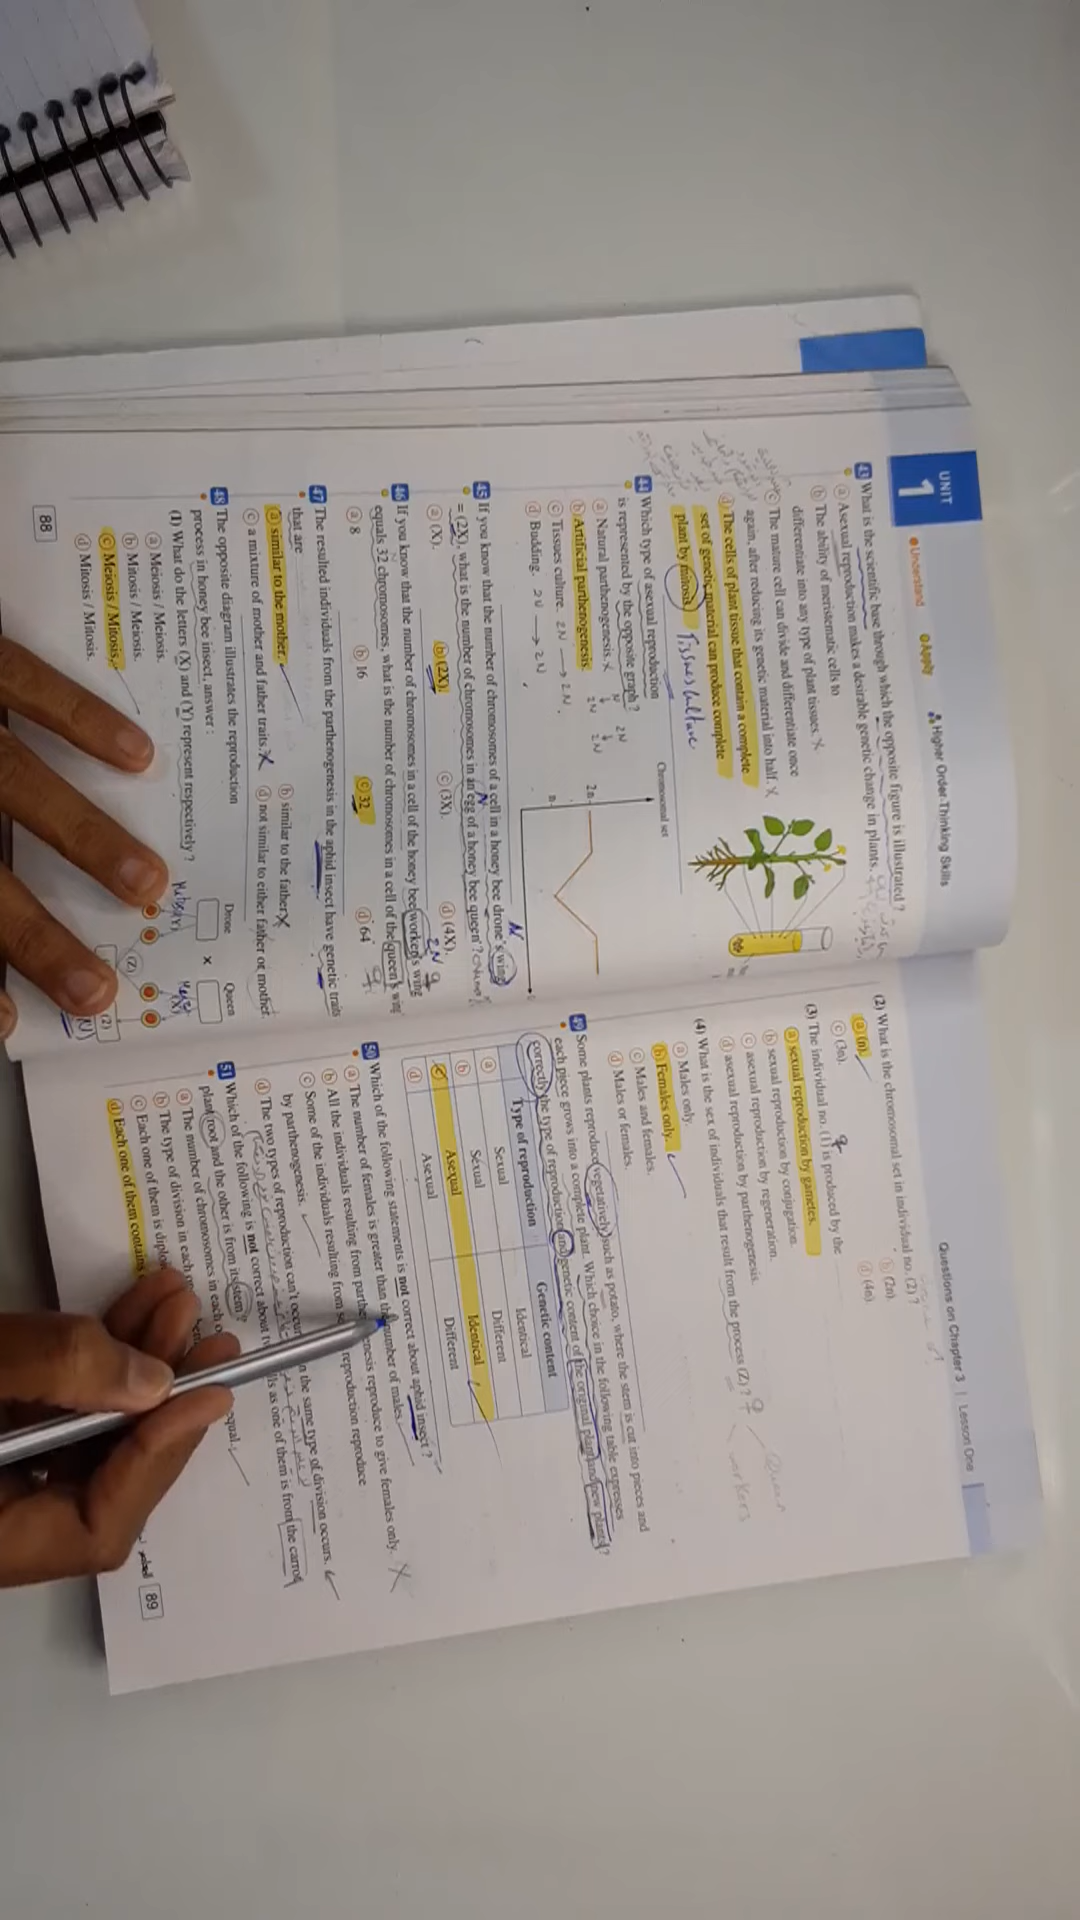 UNIT
1
Understand
Apply
Higher Order-Thinking Skills
43 What is the scientific base through which the opposite figure is illustrated ?
a Asexual reproduction makes a desirable genetic change in plants.
b The ability of meristematic cells to
differentiate into any type of plant tissues. X
c The mature cell can divide and differentiate once
again, after reducing its genetic material into half. X
d The cells of plant tissue that contain a complete
set of genetic material can produce complete
plant by mitosis.
Tissues culture
44 Which type of asexual reproduction
is represented by the opposite graph ?
a Natural parthenogenesis. X
b Artificial parthenogenesis.
c Tissues culture. 2N → 2N
d Budding. 2N → 2N
N 2N
↓ ↓
2N 2N
Chromosomal set
2n
n
45 If you know that the number of chromosomes of a cell in a honey bee drone's wing
= (2X), what is the number of chromosomes in an egg of a honey bee queen ?
N
N
a (X).
b (2X).
c (3X).
d (4X).
46 If you know that the number of chromosomes in a cell of the honey bee worker's wing
equals 32 chromosomes, what is the number of chromosomes in a cell of the queen's wing
2N ♀
a 8
b 16
c 32
d 64
47 The resulted individuals from the parthenogenesis in the aphid insect have genetic traits
that are
a similar to the mother.
b similar to the father. X
c a mixture of mother and father traits. X
d not similar to either father or mother.
48 The opposite diagram illustrates the reproduction
process in honey bee insect, answer :
(1) What do the letters (X) and (Y) represent respectively ?
a Meiosis / Meiosis.
b Mitosis / Meiosis.
c Meiosis / Mitosis.
d Mitosis / Mitosis.
Drone
×
Queen
(Y)
(X)
(Z)
(2)
88
Questions on Chapter 3 | Lesson One
(2) What is the chromosomal set in individual no. (2) ?
a (n).
b (2n).
c (3n).
d (4n).
(3) The individual no. (1) is produced by the
a sexual reproduction by gametes.
b sexual reproduction by conjugation.
c asexual reproduction by regeneration.
d asexual reproduction by parthenogenesis.
(4) What is the sex of individuals that result from the process (Z) ? ♀
Queen
workers
a Males only.
b Females only.
c Males and females.
d Males or females.
49 Some plants reproduce vegetatively such as potato, where the stem is cut into pieces and
each piece grows into a complete plant. Which choice in the following table expresses
correctly the type of reproduction and genetic content of the original plant and new plants ?
Type of reproduction Genetic content
a Sexual Identical
b Sexual Different
c Asexual Identical
d Asexual Different
50 Which of the following statements is not correct about aphid insect ?
a The number of females is greater than the number of males.
b All the individuals resulting from parthenogenesis reproduce to give females only. X
c Some of the individuals resulting from reproduction reproduce
by parthenogenesis.
d The two types of reproduction can't occur in the same type of division occurs.
51 Which of the following is not correct about as one of them is from the carrot
plant root and the other is from its stem ?
a The number of chromosomes in each equal.
b The type of division in each
c Each one of them is diploid
d Each one of them contains
89